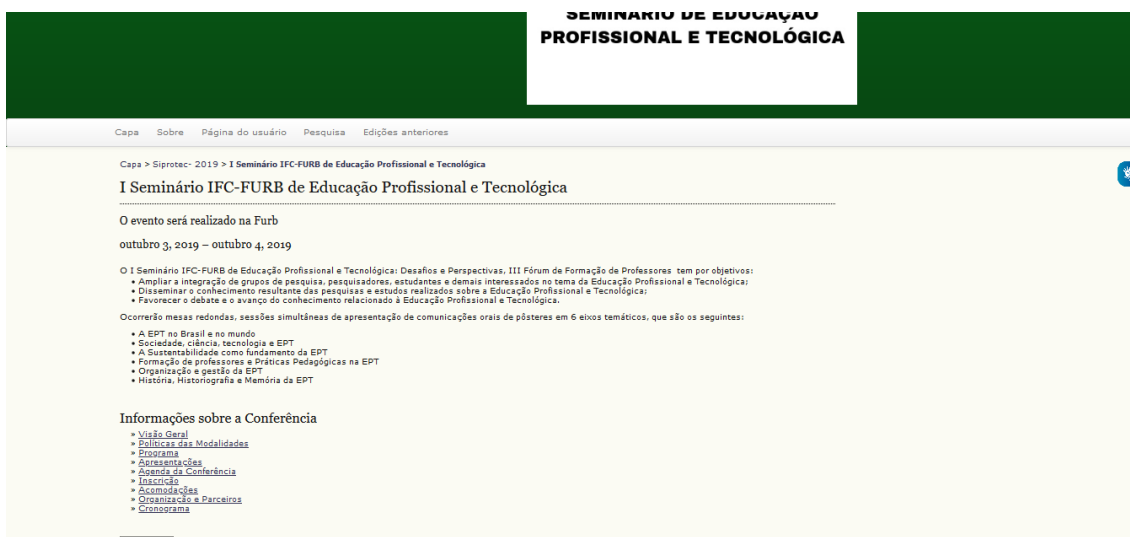 SEMINÁRIO DE EDUCAÇÃO
PROFISSIONAL E TECNOLÓGICA
Capa Sobre Página do usuário Pesquisa Edições anteriores
Capa > Siprotec- 2019 > I Seminário IFC-FURB de Educação Profissional e Tecnológica
I Seminário IFC-FURB de Educação Profissional e Tecnológica
O evento será realizado na Furb
outubro 3, 2019 – outubro 4, 2019
O I Seminário IFC-FURB de Educação Profissional e Tecnológica: Desafios e Perspectivas, III Fórum de Formação de Professores tem por objetivos:
• Ampliar a integração de grupos de pesquisa, pesquisadores, estudantes e demais interessados no tema da Educação Profissional e Tecnológica;
• Disseminar o conhecimento resultante das pesquisas e estudos realizados sobre a Educação Profissional e Tecnológica;
• Favorecer o debate e o avanço do conhecimento relacionado à Educação Profissional e Tecnológica.
Ocorrerão mesas redondas, sessões simultâneas de apresentação de comunicações orais de pôsteres em 6 eixos temáticos, que são os seguintes:
• A EPT no Brasil e no mundo
• Sociedade, ciência, tecnologia e EPT
• A Sustentabilidade como fundamento da EPT
• Formação de professores e Práticas Pedagógicas na EPT
• Organização e gestão da EPT
• História, Historiografia e Memória da EPT
Informações sobre a Conferência
» Visão Geral
» Políticas das Modalidades
» Programa
» Apresentações
» Agenda da Conferência
» Inscrição
» Acomodações
» Organização e Parceiros
» Cronograma